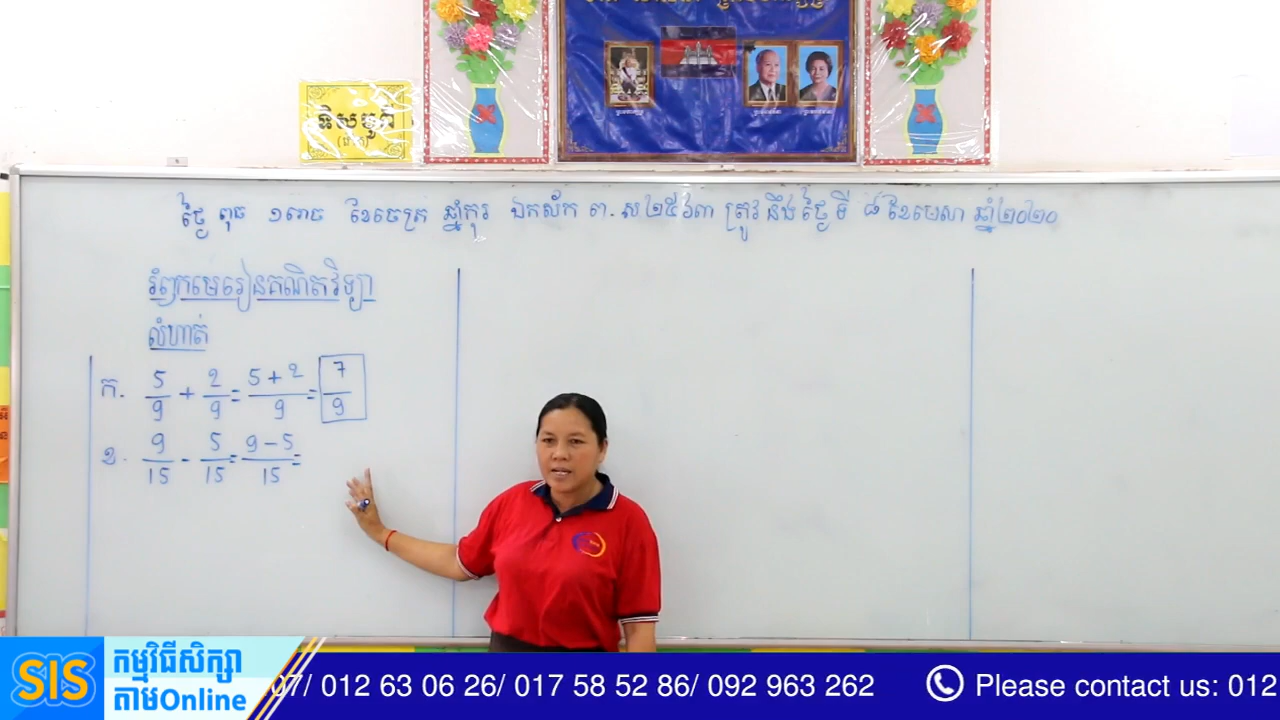 ទិសម្ពូពី
ថ្ងៃ ពុធ ១រោច ខែចេត្រ ឆ្នាំកុរ ឯកស័ក ព.ស ២៥៦៣ ត្រូវ នឹង ថ្ងៃ ទី ៨ ខែមេសា ឆ្នាំ២០២០
រំឭកមេរៀនគណិតវិទ្យា
លំហាត់
ក. 5/9 + 2/9 = 5+2/9 = 7/9
ខ. 9/15 - 5/15 = 9-5/15 =
SIS
កម្មវិធីសិក្សា
តាមOnline
07/ 012 63 06 26/ 017 58 52 86/ 092 963 262
Please contact us: 012